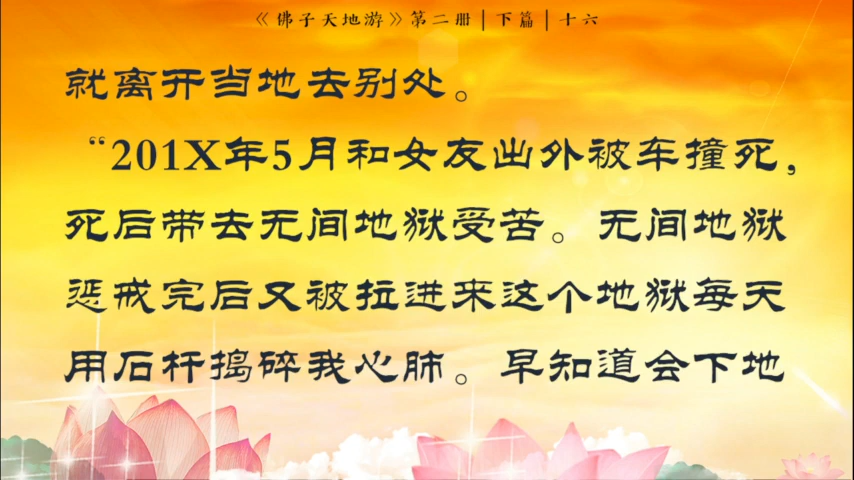 《佛子天地游》第二册|下篇|十六
就离开当地去别处。
“201X年5月和女友出外被车撞死，
死后带去无间地狱受苦。无间地狱
惩戒完后又被拉进来这个地狱每天
用石杆捣碎我心肺。早知道会下地